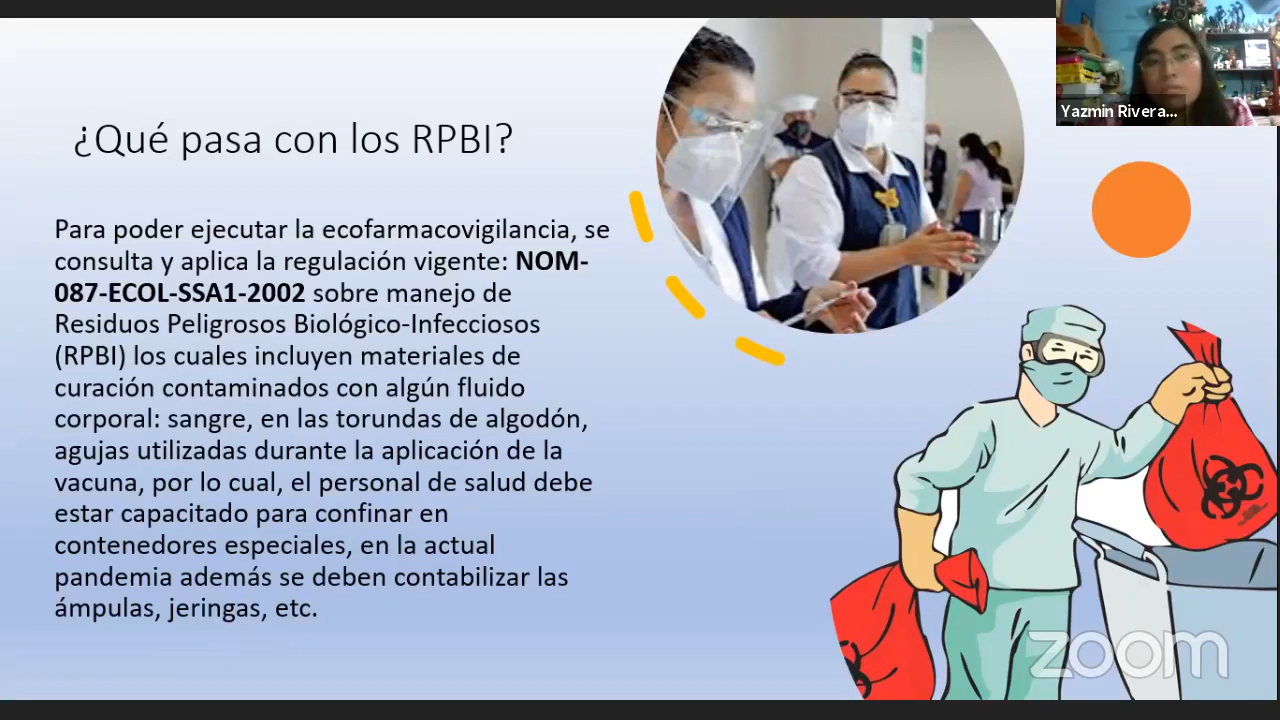 ¿Qué pasa con los RPBI?
Para poder ejecutar la ecofarmacovigilancia, se
consulta y aplica la regulación vigente: NOM-
087-ECOL-SSA1-2002 sobre manejo de
Residuos Peligrosos Biológico-Infecciosos
(RPBI) los cuales incluyen materiales de
curación contaminados con algún fluido
corporal: sangre, en las torundas de algodón,
agujas utilizadas durante la aplicación de la
vacuna, por lo cual, el personal de salud debe
estar capacitado para confinar en
contenedores especiales, en la actual
pandemia además se deben contabilizar las
ámpulas, jeringas, etc.
Yazmin Rivera...
zoom